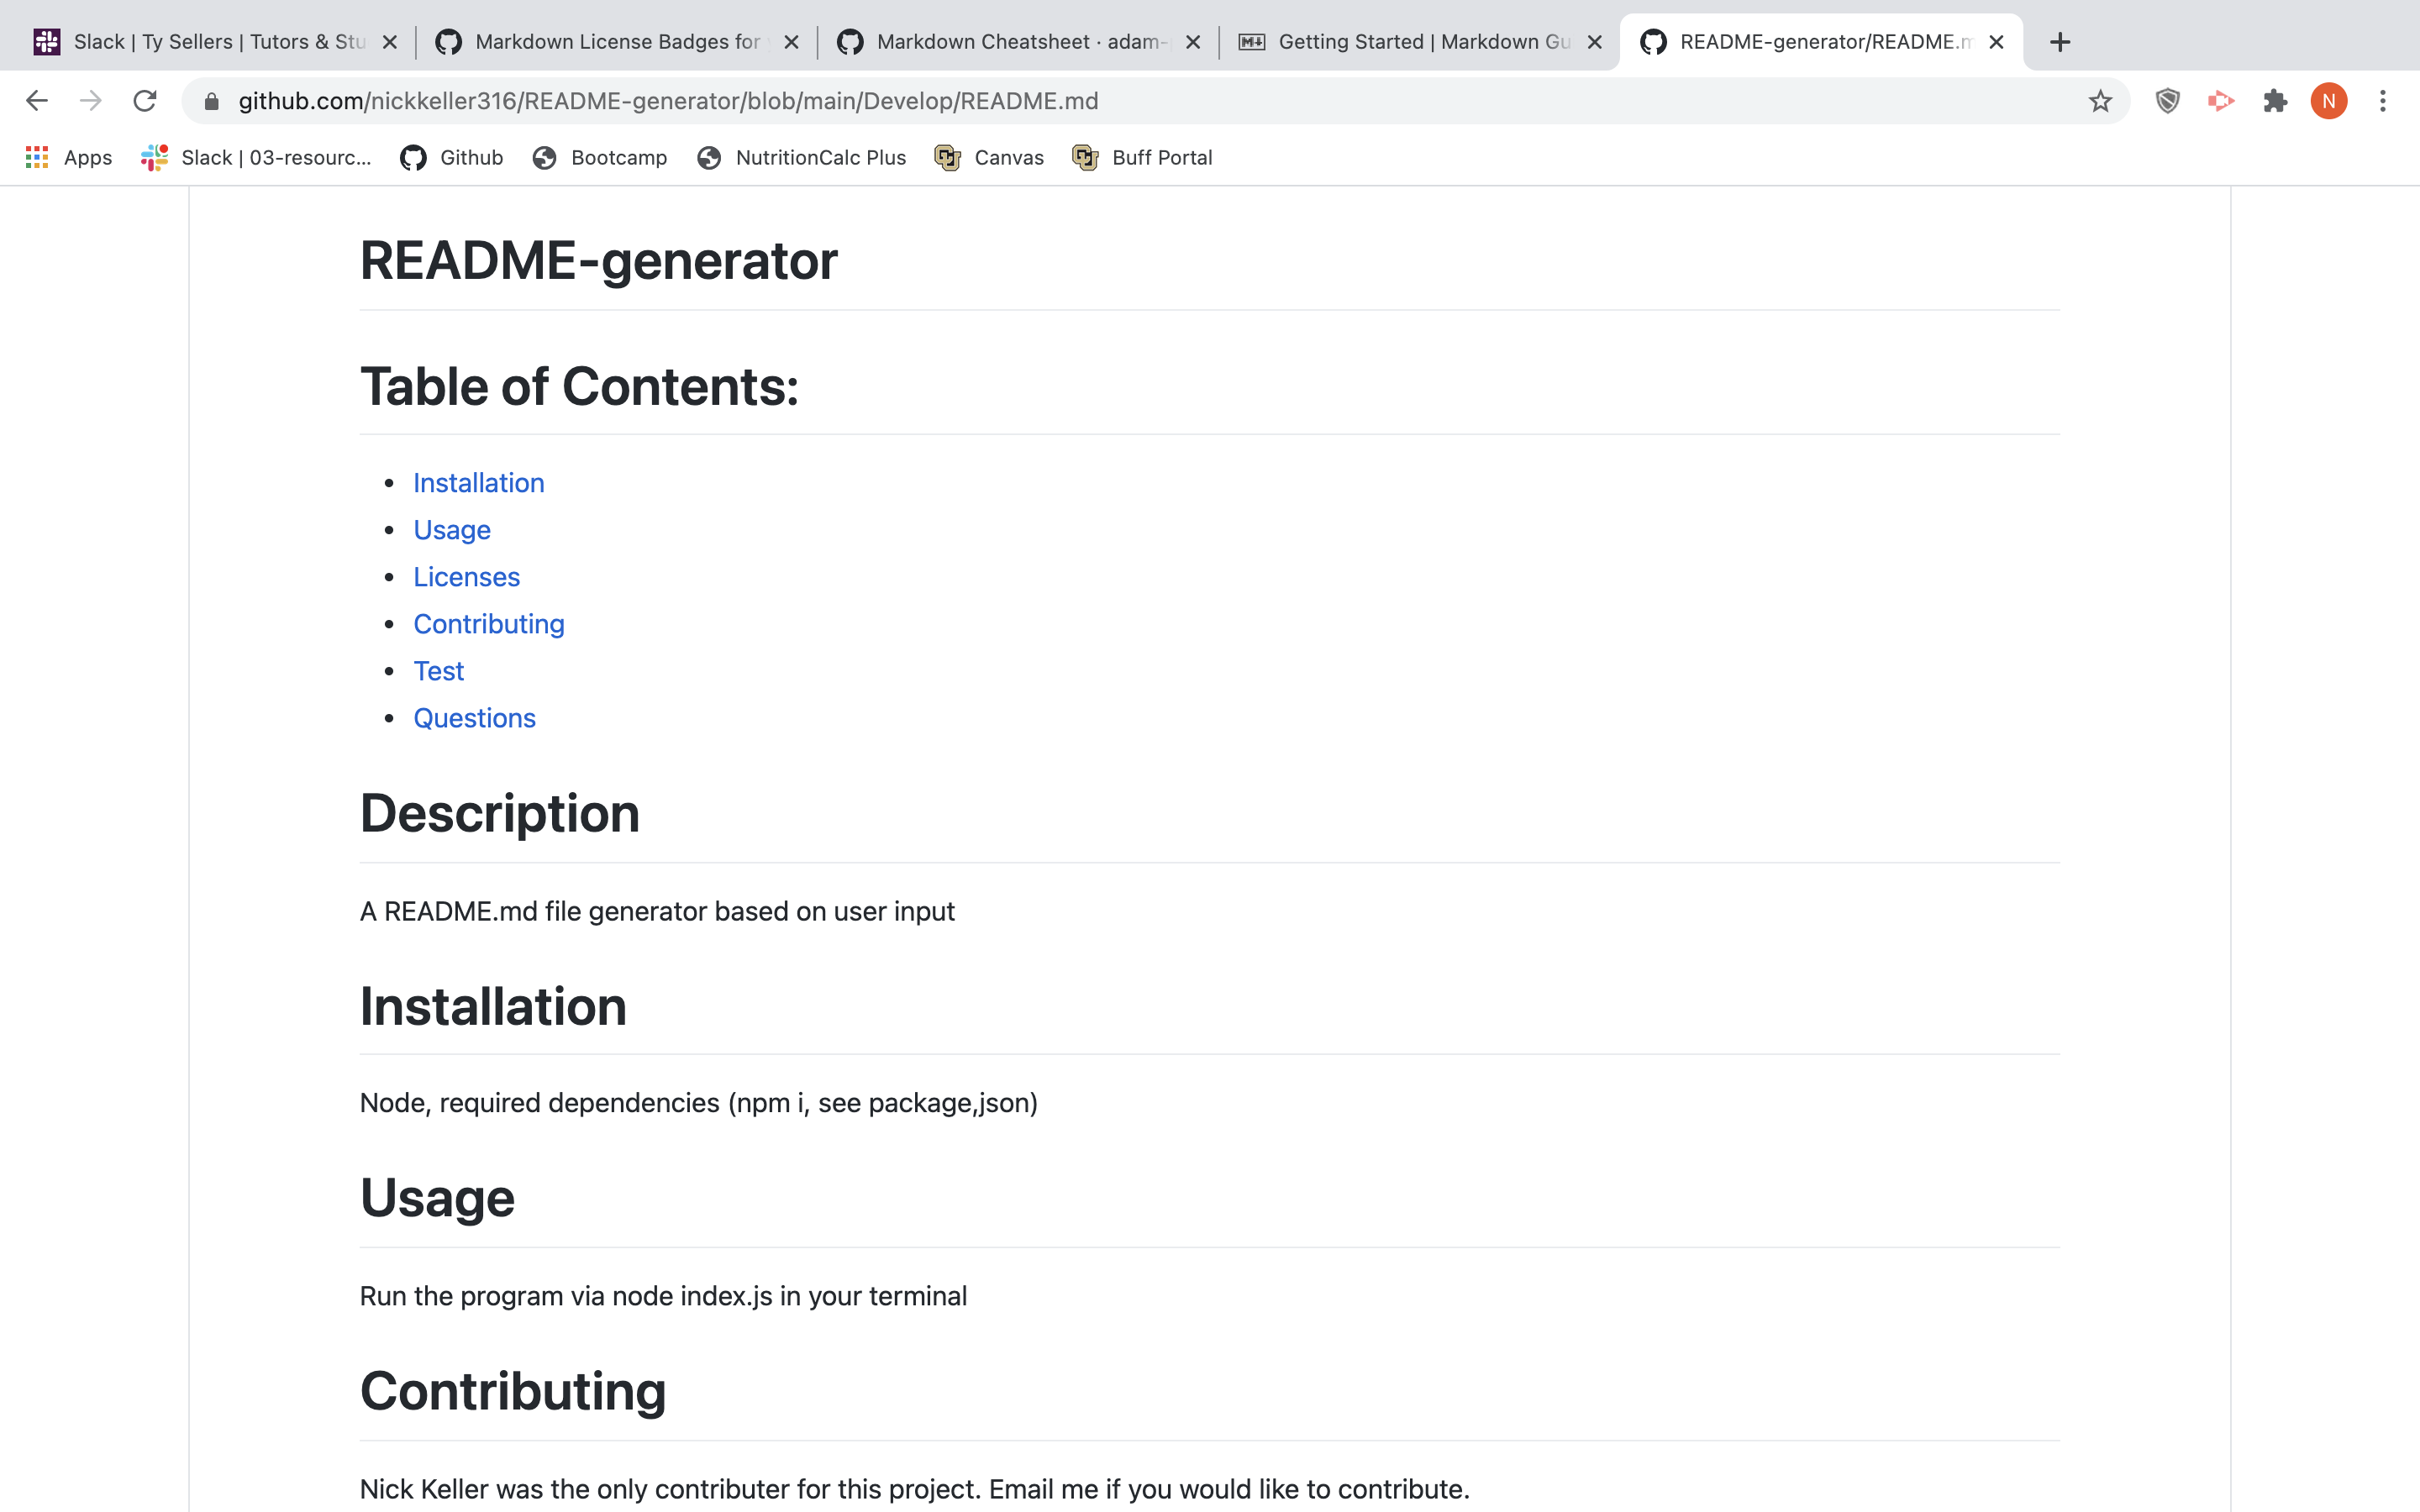 Slack | Ty Sellers | Tutors & Stu
Markdown License Badges for
Markdown Cheatsheet · adam-
Getting Started | Markdown Gu
README-generator/README.m
github.com/nickkeller316/README-generator/blob/main/Develop/README.md
N
Apps
Slack | 03-resourc...
Github
Bootcamp
NutritionCalc Plus
Canvas
Buff Portal
README-generator
Table of Contents:
• Installation
• Usage
• Licenses
• Contributing
• Test
• Questions
Description
A README.md file generator based on user input
Installation
Node, required dependencies (npm i, see package,json)
Usage
Run the program via node index.js in your terminal
Contributing
Nick Keller was the only contributer for this project. Email me if you would like to contribute.